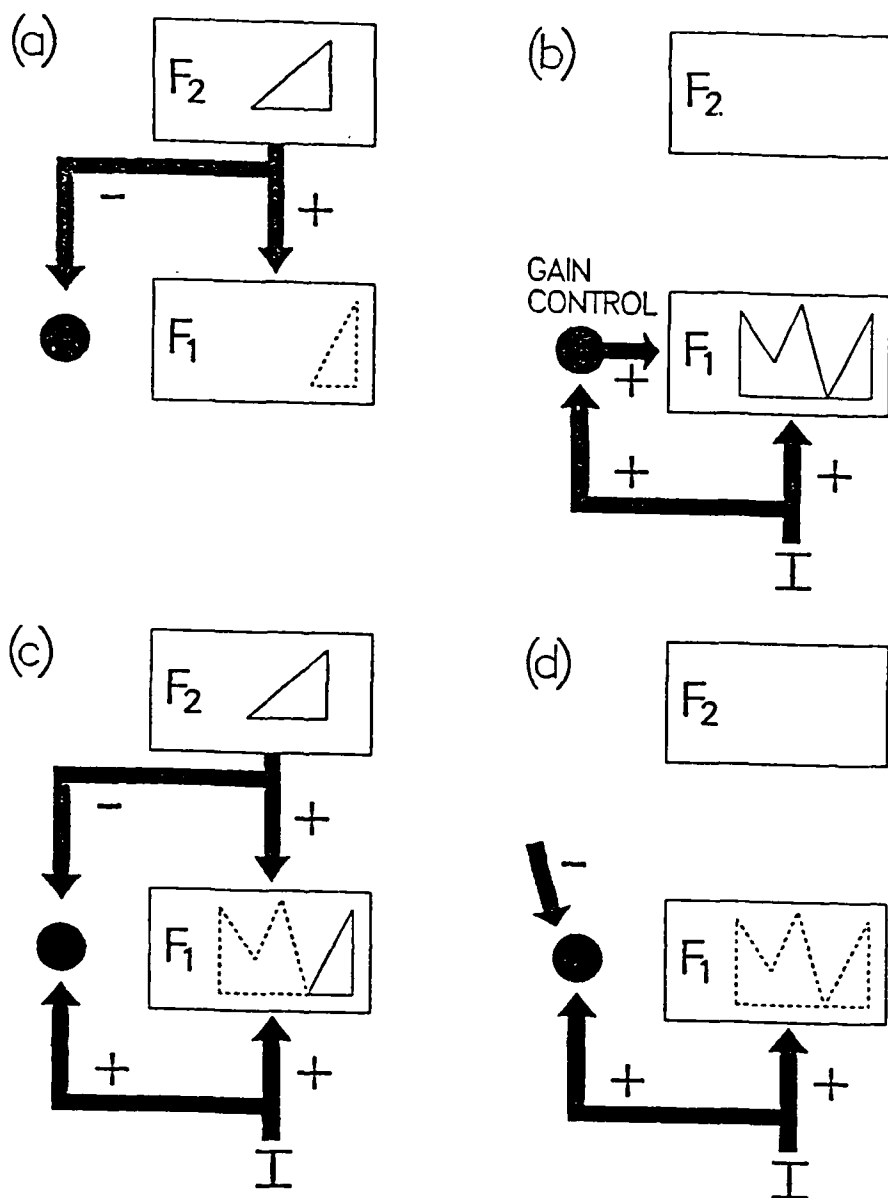 (a)
F₂
-
+
F₁
(b)
F₂.
GAIN
CONTROL
F₁
+
+
+
I
(c)
F₂
-
+
F₁
+
+
I
(d)
F₂
-
F₁
+
+
I